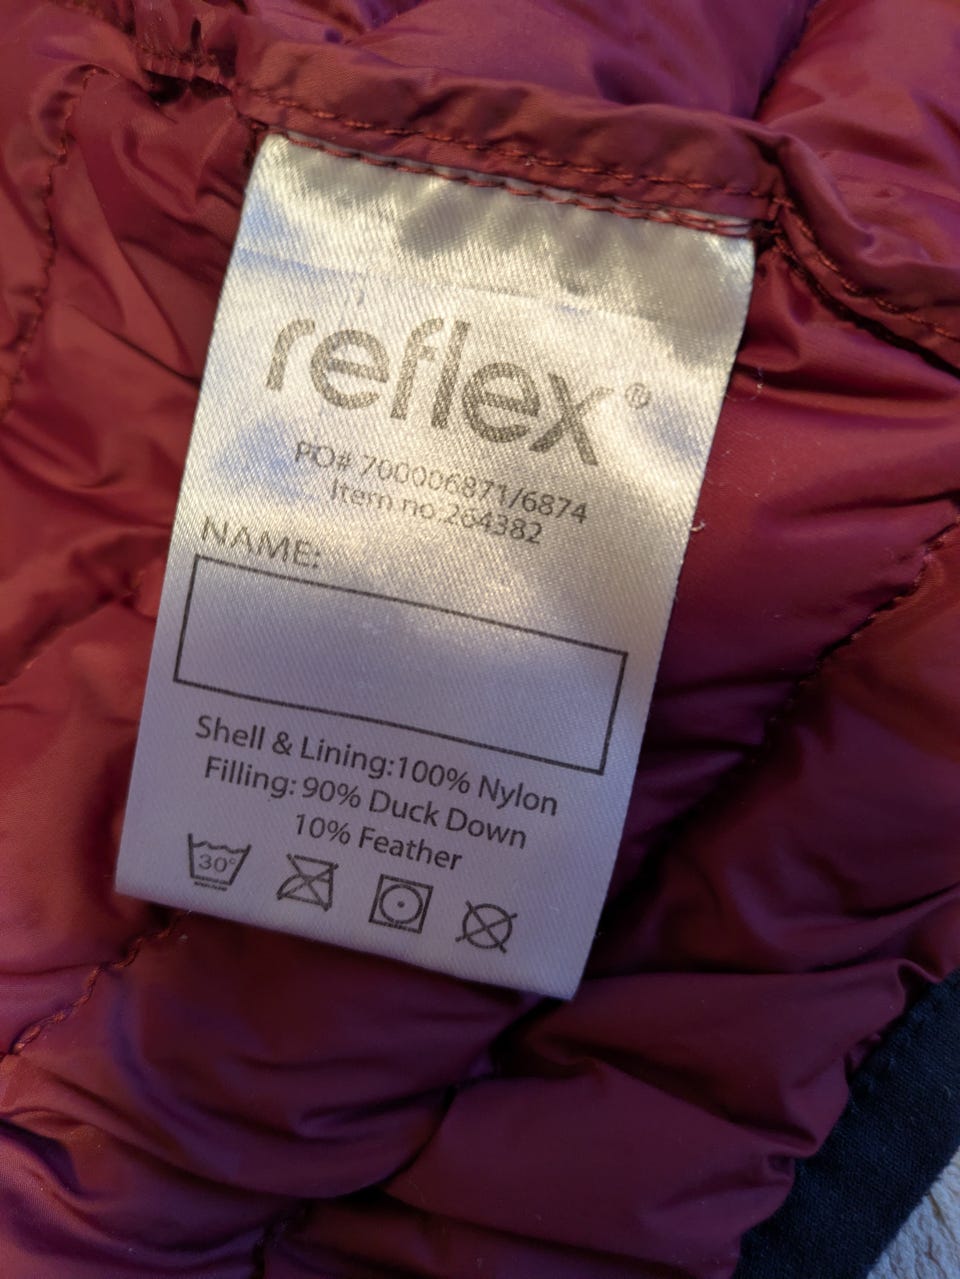 reflex®
PO# 700006871/6874
Item no.264382
NAME:
Shell & Lining:100% Nylon
Filling: 90% Duck Down
10% Feather
30°